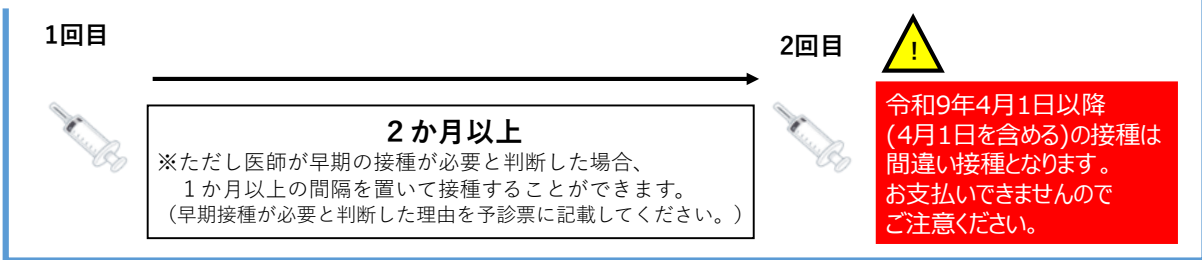 1回目
2回目
!
２か月以上
※ただし医師が早期の接種が必要と判断した場合、
１か月以上の間隔を置いて接種することができます。
（早期接種が必要と判断した理由を予診票に記載してください。）
令和9年4月1日以降
(4月1日を含める)の接種は
間違い接種となります。
お支払いできませんので
ご注意ください。